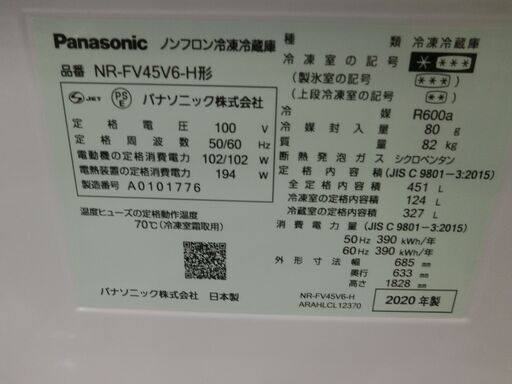 Panasonic ノンフロン冷凍冷蔵庫
品番 NR-FV45V6-H形
JET PS E パナソニック株式会社
定格電圧 100 V
定格周波数 50/60 Hz
電動機の定格消費電力 102/102 W
電熱装置の定格消費電力 194 W
製造番号 A0101776
温度ヒューズの定格動作温度
70℃(冷凍室霜取用)
パナソニック株式会社 日本製
種類 冷凍冷蔵庫
冷凍室の記号 ****
(製氷室の記号) ***
(上段冷凍室の記号) **
冷媒 R600a
冷媒封入量 80 g
質量 82 kg
断熱発泡ガス シクロペンタン
定格内容積 (JIS C 9801-3:2015)
全定格内容積 451 L
冷凍室の定格内容積 124 L
冷蔵室の定格内容積 327 L
消費電力量 (JIS C 9801-3:2015)
50Hz 390 kWh/年
60Hz 390 kWh/年
外形寸法幅 685 mm
奥行 633 mm
高さ 1828 mm
NR-FV45V6-H
ARAHLCL12370
2020年製